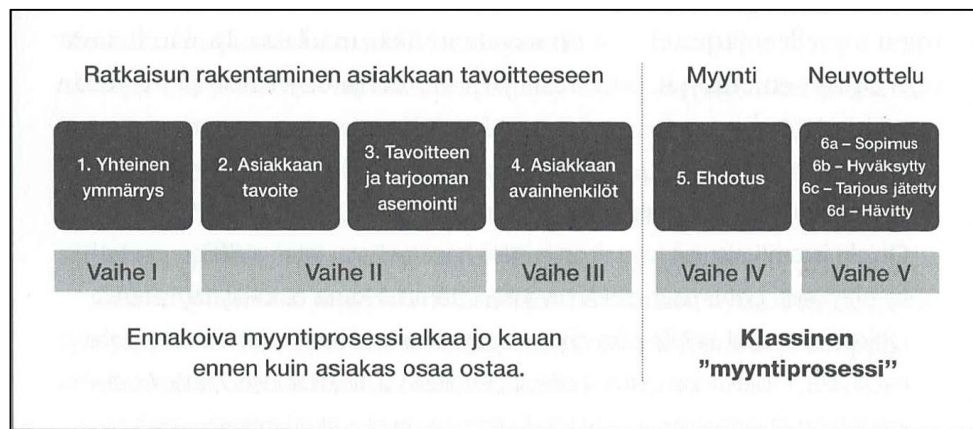 Ratkaisun rakentaminen asiakkaan tavoitteeseen
Myynti
Neuvottelu
1. Yhteinen
ymmärrys
2. Asiakkaan
tavoite
3. Tavoitteen
ja tarjooman
asemointi
4. Asiakkaan
avainhenkilöt
5. Ehdotus
6a – Sopimus
6b – Hyväksytty
6c – Tarjous jätetty
6d – Hävitty
Vaihe I
Vaihe II
Vaihe III
Vaihe IV
Vaihe V
Ennakoiva myyntiprosessi alkaa jo kauan
ennen kuin asiakas osaa ostaa.
Klassinen
"myyntiprosessi"